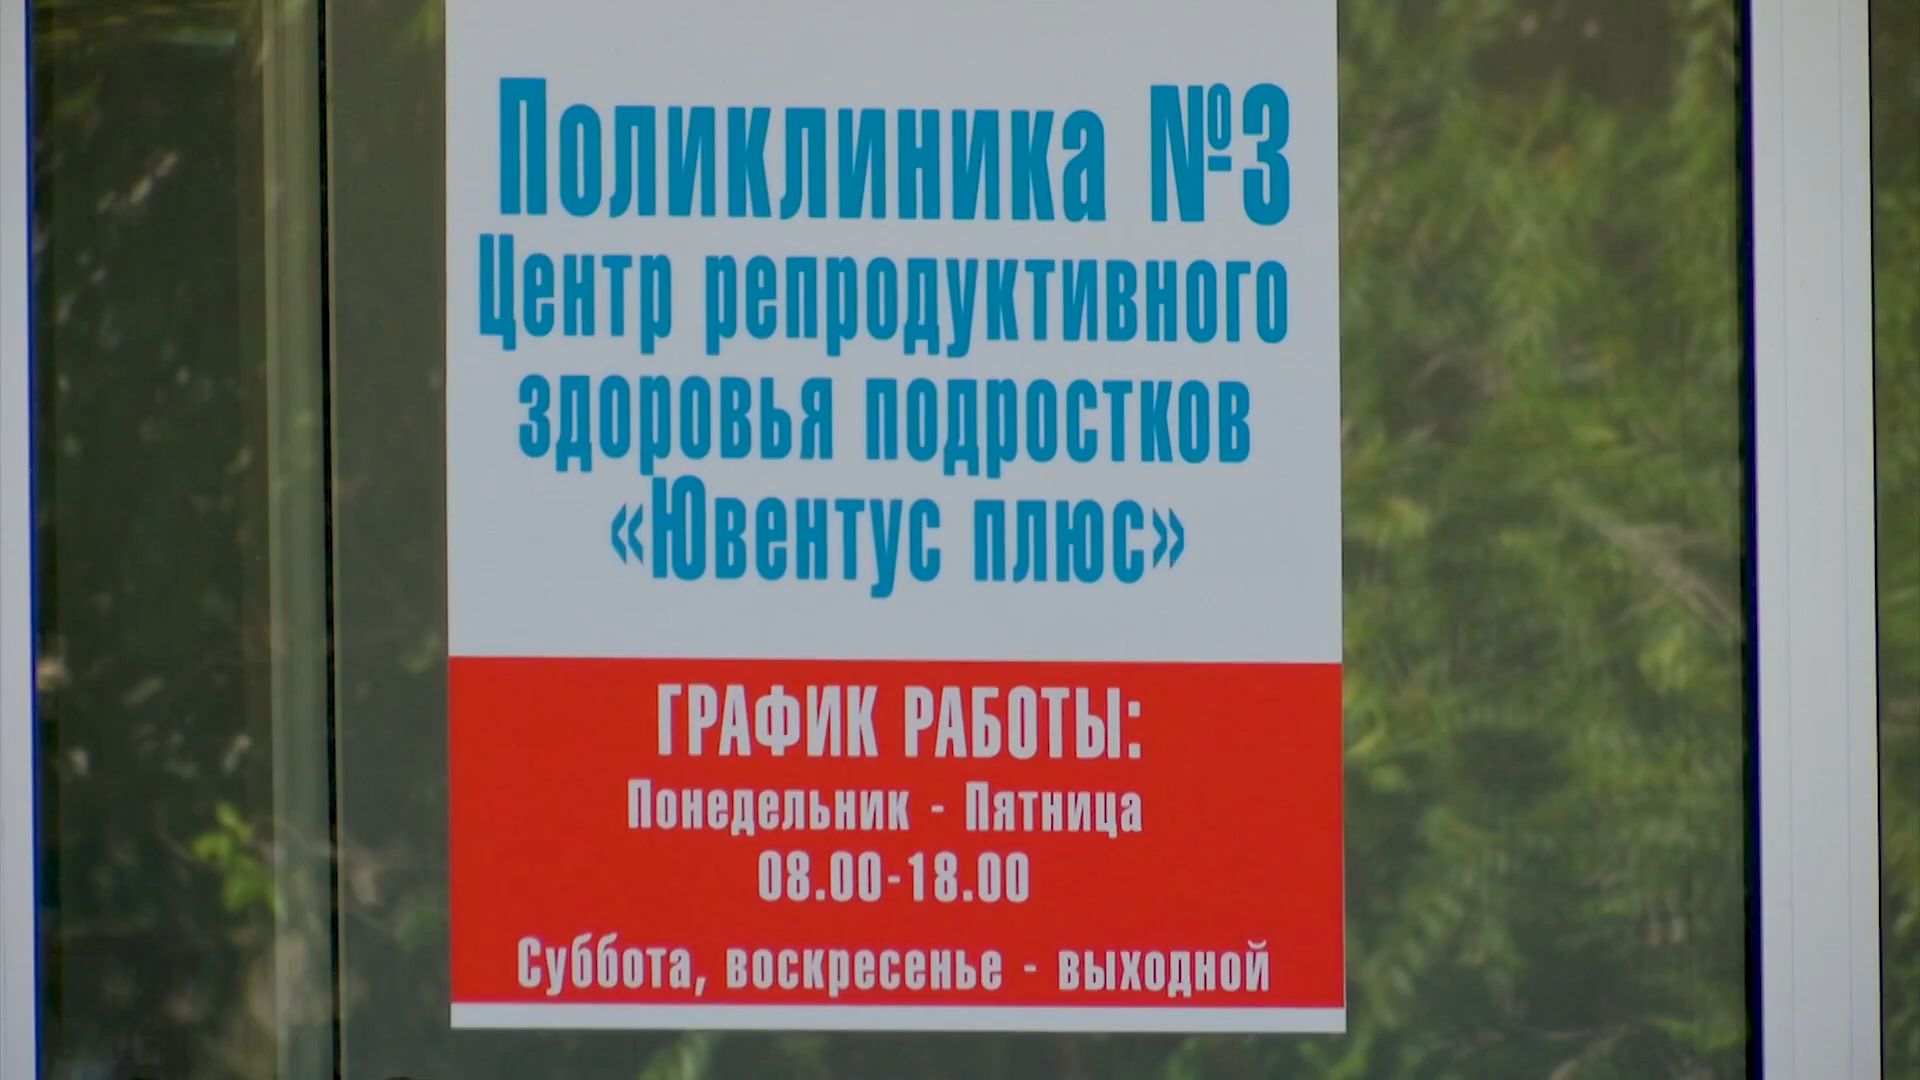 Поликлиника №3
Центр репродуктивного
здоровья подростков
«Ювентус плюс»
ГРАФИК РАБОТЫ:
Понедельник - Пятница
08.00-18.00
Суббота, воскресенье - выходной